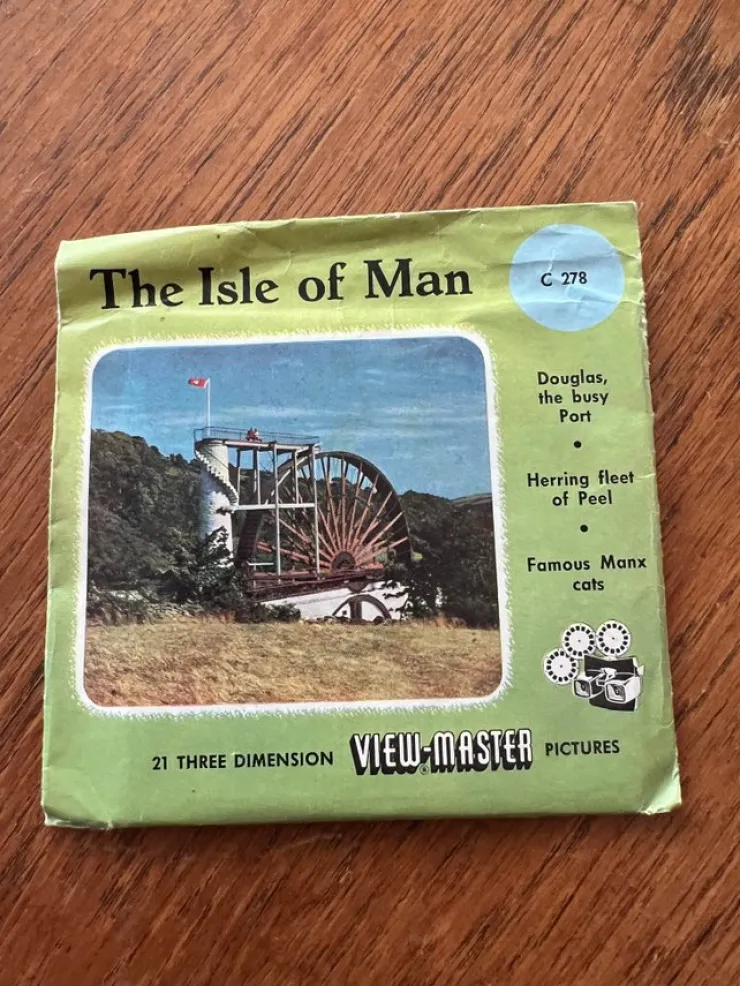 The Isle of Man
C 278
Douglas,
the busy
Port
•
Herring fleet
of Peel
•
Famous Manx
cats
21 THREE DIMENSION VIEW-MASTER® PICTURES